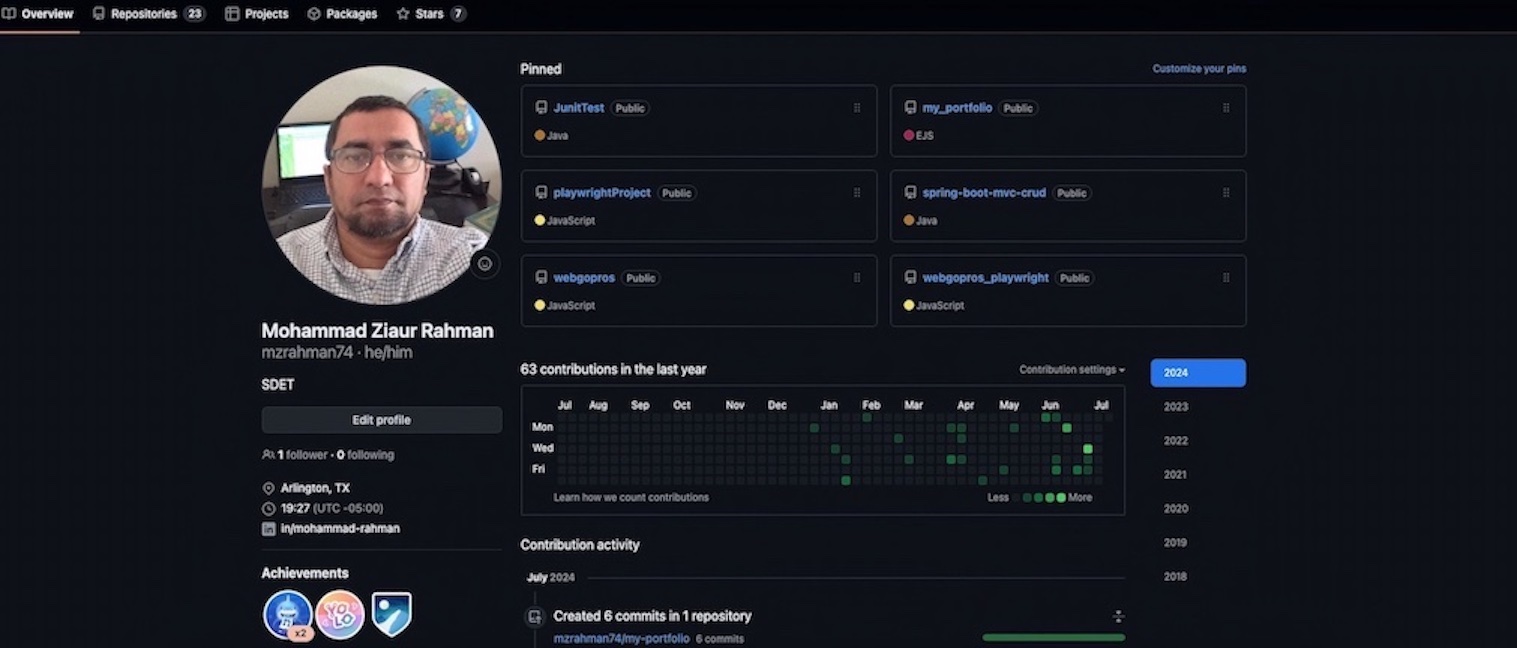 Overview Repositories 23 Projects Packages Stars 7
Pinned Customize your pins
JunitTest Public
Java
my_portfolio Public
EJS
playwrightProject Public
JavaScript
spring-boot-mvc-crud Public
Java
webgopros Public
JavaScript
webgopros_playwright Public
JavaScript
Mohammad Ziaur Rahman
mzrahman74 · he/him
SDET
Edit profile
1 follower · 0 following
Arlington, TX
19:27 (UTC -05:00)
in/mohammad-rahman
Achievements
x2
YOLO
63 contributions in the last year Contribution settings
Jul Aug Sep Oct Nov Dec Jan Feb Mar Apr May Jun Jul
Mon
Wed
Fri
Learn how we count contributions Less More
2024
2023
2022
2021
2020
2019
2018
Contribution activity
July 2024
Created 6 commits in 1 repository
mzrahman74/my-portfolio 6 commits